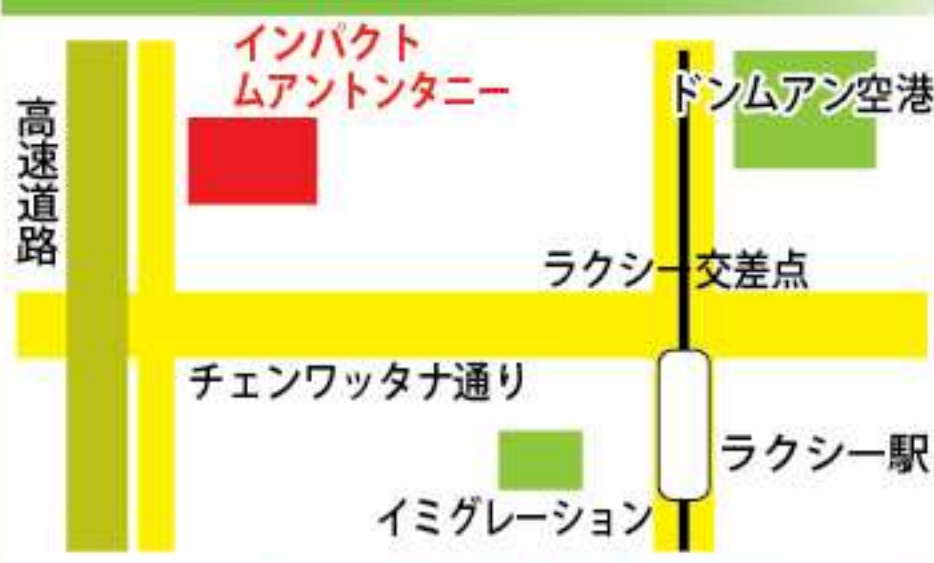 インパクト
ムアントンタニー
ドンムアン空港
高速道路
ラクシー交差点
チェンワッタナ通り
ラクシー駅
イミグレーション